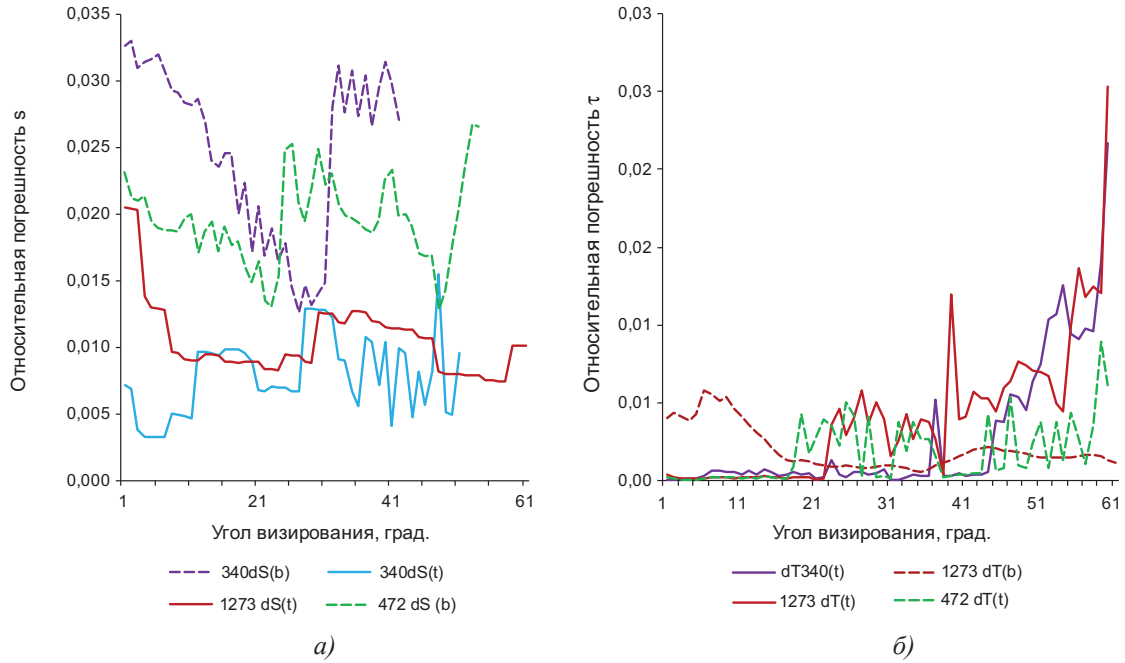 0,035
0,030
0,025
0,020
0,015
0,010
0,005
0,000
Относительная погрешность s
1 21 41 61
Угол визирования, град.
340dS(b) 340dS(t)
1273 dS(t) 472 dS (b)
а)
0,03
0,03
0,02
0,02
0,01
0,01
0,00
Относительная погрешность τ
1 11 21 31 41 51 61
Угол визирования, град.
dT340(t) 1273 dT(b)
1273 dT(t) 472 dT(t)
б)